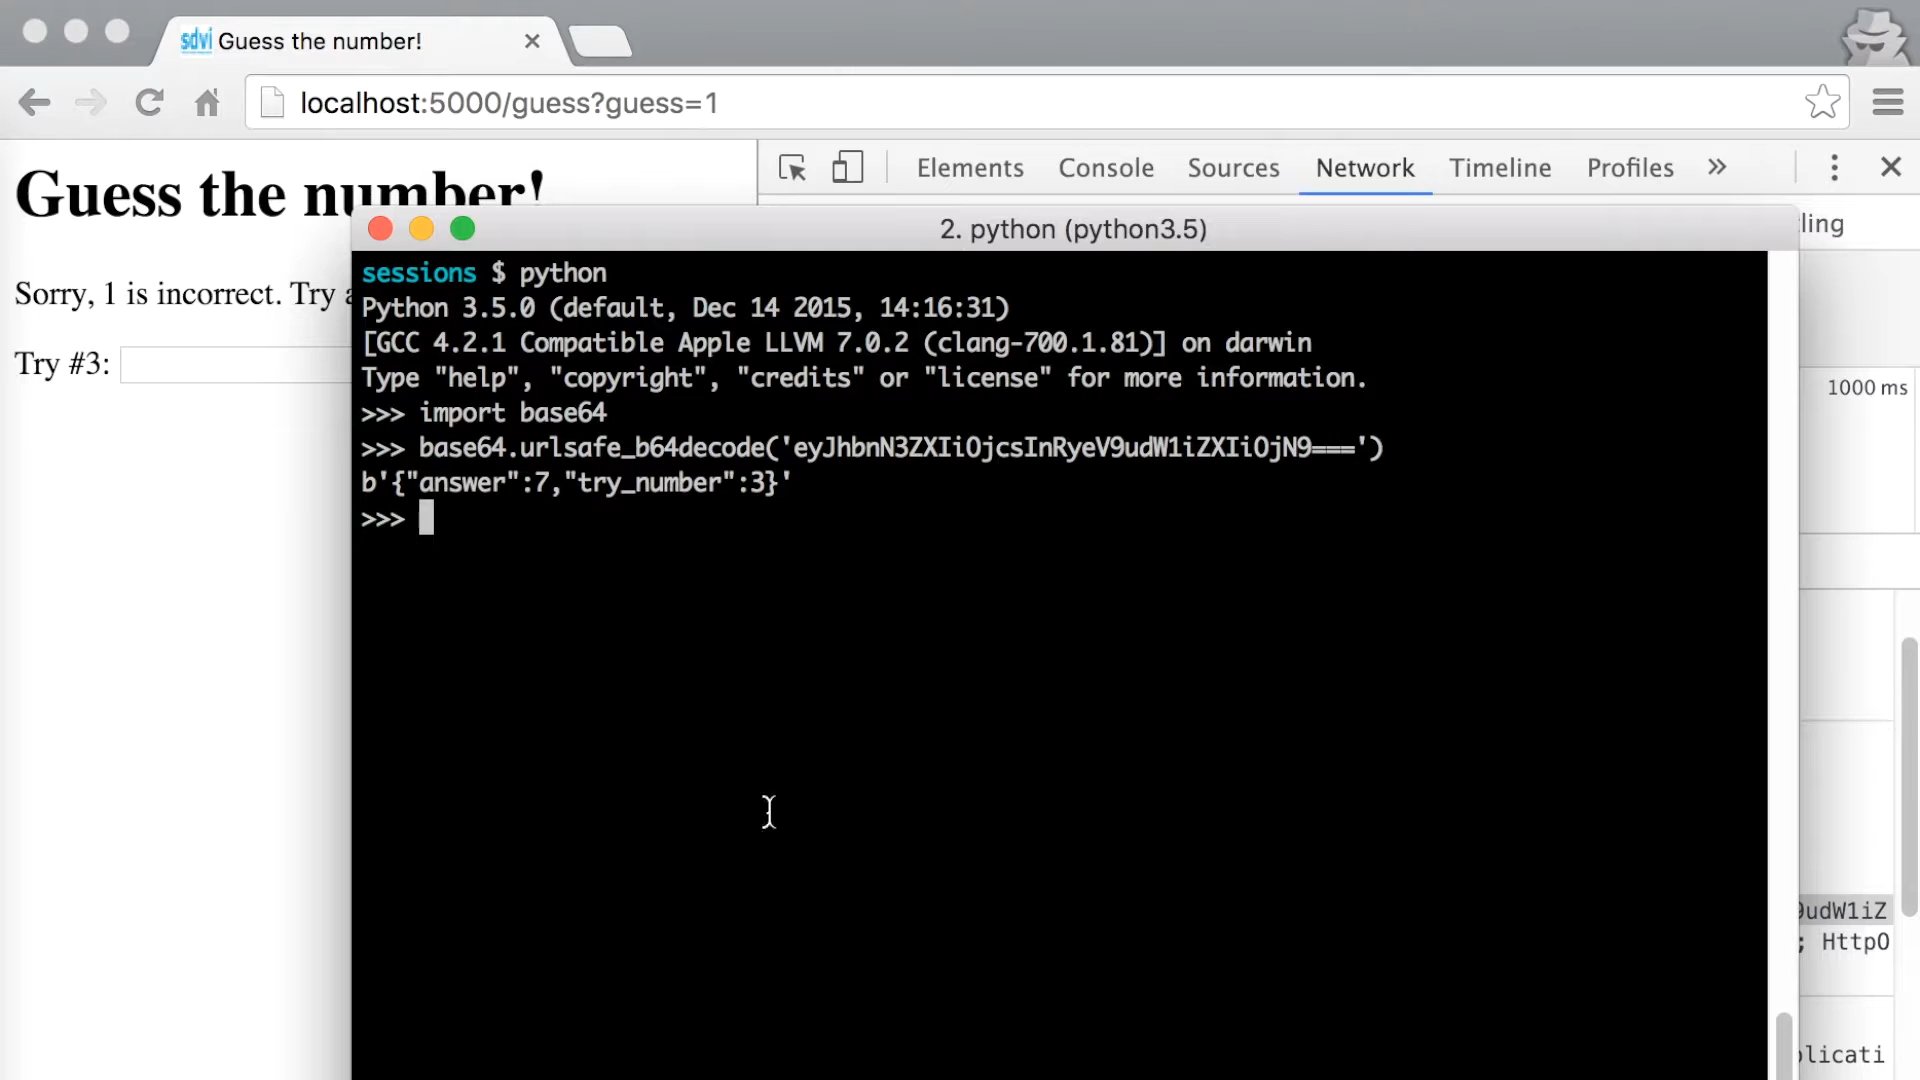 sdvi Guess the number!
localhost:5000/guess?guess=1
Guess the number!
Elements Console Sources Network Timeline Profiles »
ling
2. python (python3.5)
Sorry, 1 is incorrect. Try a
Try #3:
1000 ms
sessions $ python
Python 3.5.0 (default, Dec 14 2015, 14:16:31)
[GCC 4.2.1 Compatible Apple LLVM 7.0.2 (clang-700.1.81)] on darwin
Type "help", "copyright", "credits" or "license" for more information.
>>> import base64
>>> base64.urlsafe_b64decode('eyJhbnN3ZXIiOjcsInRyeV9udW1iZXIiOjN9===')
b'{"answer":7,"try_number":3}'
>>>
9udW1iZ
; HttpO
plicati